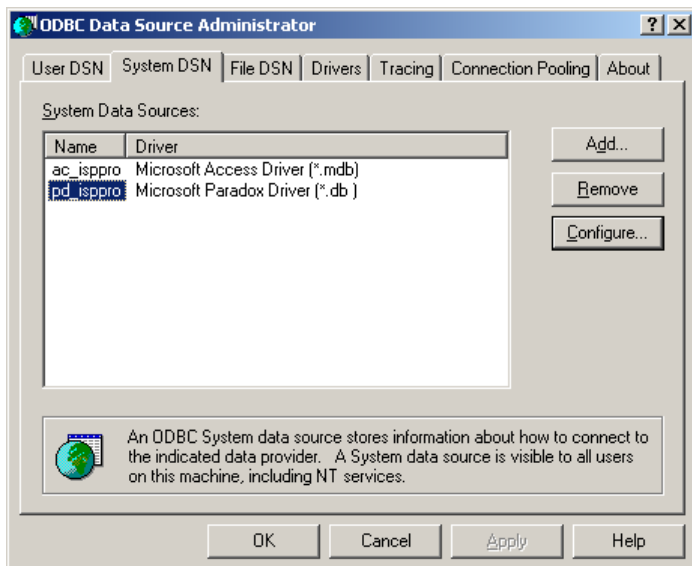 ODBC Data Source Administrator
User DSN System DSN File DSN Drivers Tracing Connection Pooling About
System Data Sources:
Name Driver
ac_isppro Microsoft Access Driver (*.mdb)
pd_isppro Microsoft Paradox Driver (*.db )
Add...
Remove
Configure...
An ODBC System data source stores information about how to connect to
the indicated data provider. A System data source is visible to all users
on this machine, including NT services.
OK Cancel Apply Help